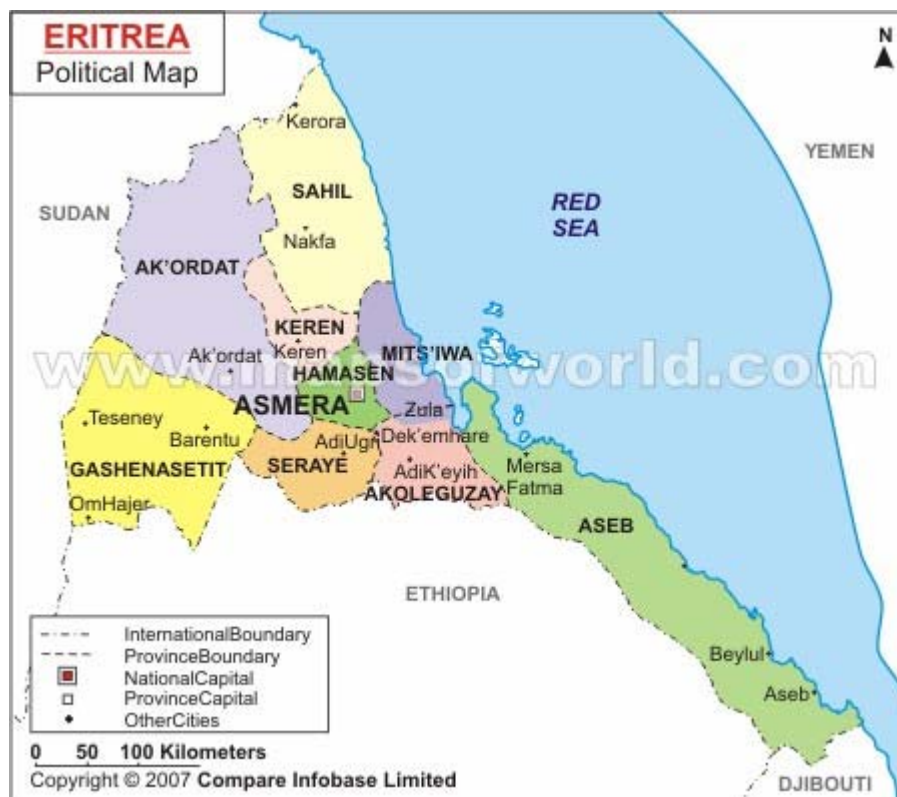 ERITREA
Political Map
N
Kerora
YEMEN
SAHIL
RED
SEA
SUDAN
Nakfa
AK'ORDAT
KEREN
Keren
MITS'IWA
www.mapsofworld.com
Ak'ordat
HAMASEN
ASMERA
Zula
Teseney
Barentu
AdiUgri
Dek'emhare
GASHENASETIT
SERAYE
AdiK'eyih
Mersa
Fatma
AKOLEGUZAY
OmHajer
ASEB
ETHIOPIA
InternationalBoundary
ProvinceBoundary
NationalCapital
ProvinceCapital
OtherCities
Beylul
Aseb
0 50 100 Kilometers
Copyright © 2007 Compare Infobase Limited
DJIBOUTI